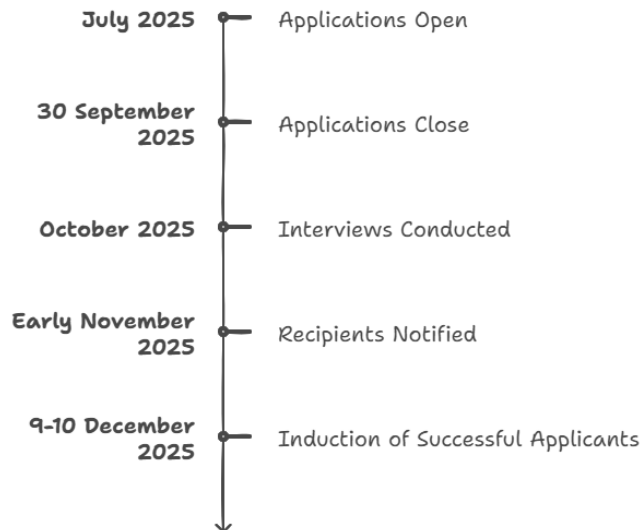 July 2025
Applications Open
30 September
2025
Applications Close
October 2025
Interviews Conducted
Early November
2025
Recipients Notified
9-10 December
2025
Induction of Successful Applicants